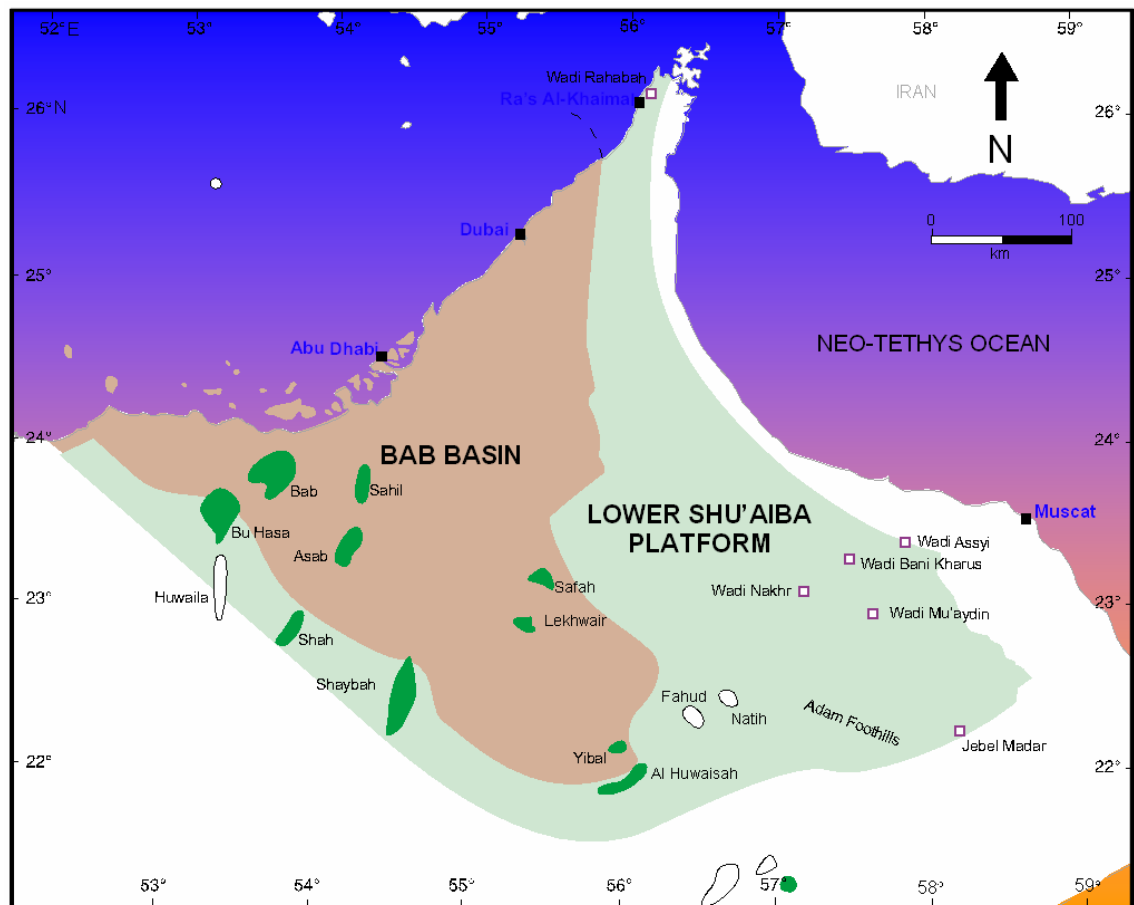 52°E
53°
54°
55°
56°
57°
58°
59°
Wadi Rahabah
Ra's Al-Khaimah
26°N
26°
IRAN
N
0
100
km
Dubai
25°
25°
Abu Dhabi
NEO-TETHYS OCEAN
24°
24°
BAB BASIN
Bab
Sahil
Bu Hasa
Asab
LOWER SHU'AIBA
PLATFORM
Muscat
Wadi Assyi
Wadi Bani Kharus
Safah
Wadi Nakhr
Huwaila
23°
23°
Lekhwair
Wadi Mu'aydin
Shah
Shaybah
Fahud
Natih
Adam Foothills
Jebel Madar
Yibal
Al Huwaisah
22°
22°
53°
54°
55°
56°
57°
58°
59°